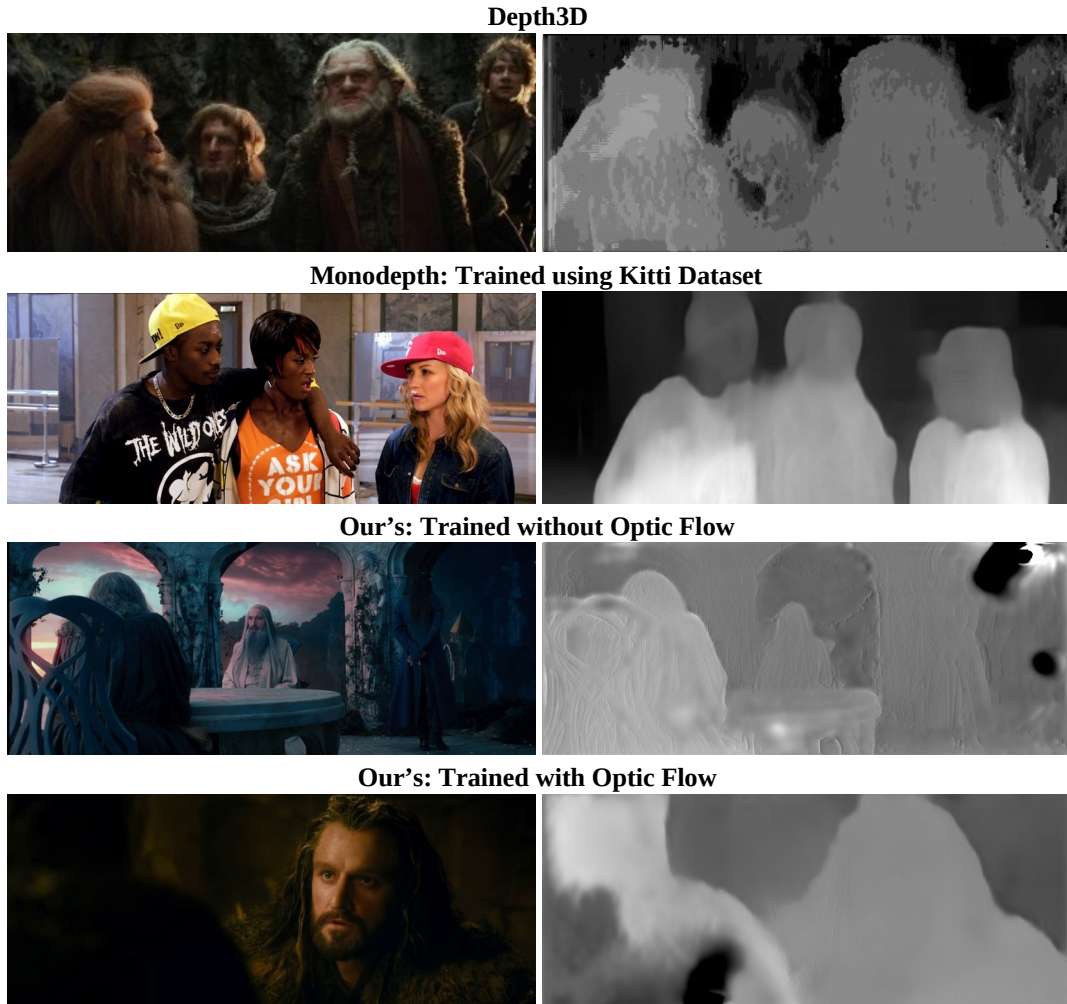 Depth3D
Monodepth: Trained using Kitti Dataset
THE WILD ONES
ASK
YOUR
Our's: Trained without Optic Flow
Our's: Trained with Optic Flow